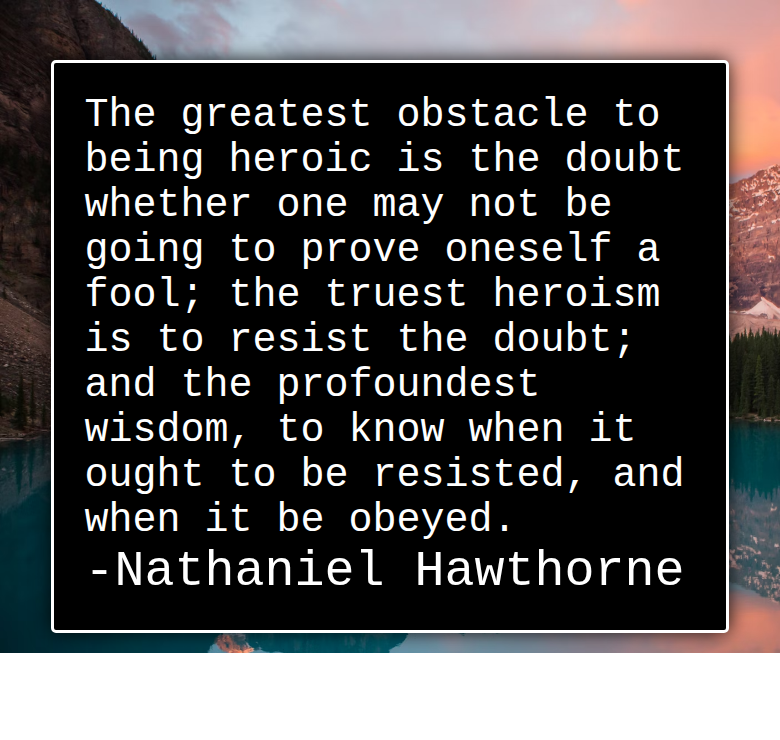 The greatest obstacle to
being heroic is the doubt
whether one may not be
going to prove oneself a
fool; the truest heroism
is to resist the doubt;
and the profoundest
wisdom, to know when it
ought to be resisted, and
when it be obeyed.
-Nathaniel Hawthorne